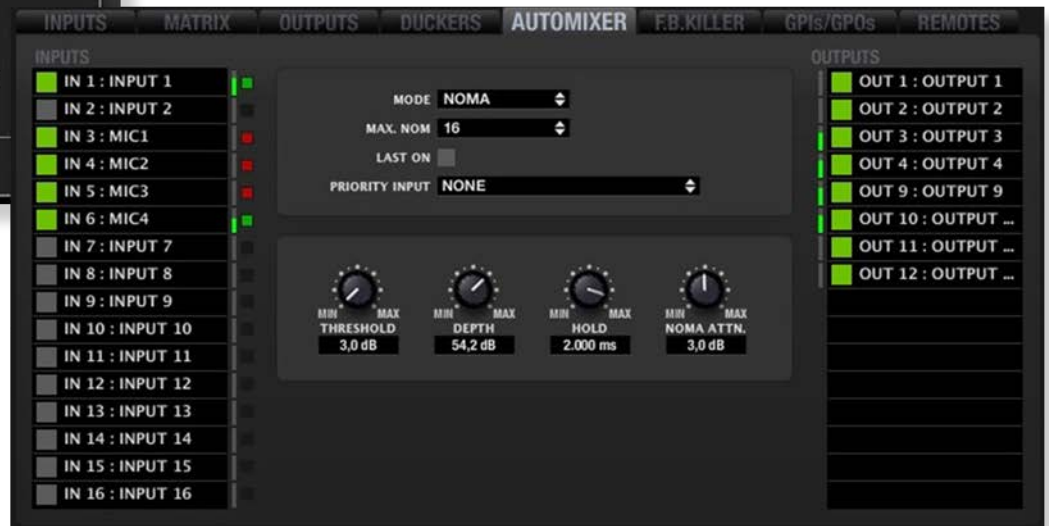 INPUTS MATRIX OUTPUTS DUCKERS AUTOMIXER F.B.KILLER GPIs/GPOs REMOTES
INPUTS
IN 1 : INPUT 1
IN 2 : INPUT 2
IN 3 : MIC1
IN 4 : MIC2
IN 5 : MIC3
IN 6 : MIC4
IN 7 : INPUT 7
IN 8 : INPUT 8
IN 9 : INPUT 9
IN 10 : INPUT 10
IN 11 : INPUT 11
IN 12 : INPUT 12
IN 13 : INPUT 13
IN 14 : INPUT 14
IN 15 : INPUT 15
IN 16 : INPUT 16
MODE NOMA
MAX. NOM 16
LAST ON
PRIORITY INPUT NONE
MIN MAX MIN MAX MIN MAX MIN MAX
THRESHOLD DEPTH HOLD NOMA ATTN.
3,0 dB 54,2 dB 2.000 ms 3,0 dB
OUTPUTS
OUT 1 : OUTPUT 1
OUT 2 : OUTPUT 2
OUT 3 : OUTPUT 3
OUT 4 : OUTPUT 4
OUT 9 : OUTPUT 9
OUT 10 : OUTPUT ...
OUT 11 : OUTPUT ...
OUT 12 : OUTPUT ...